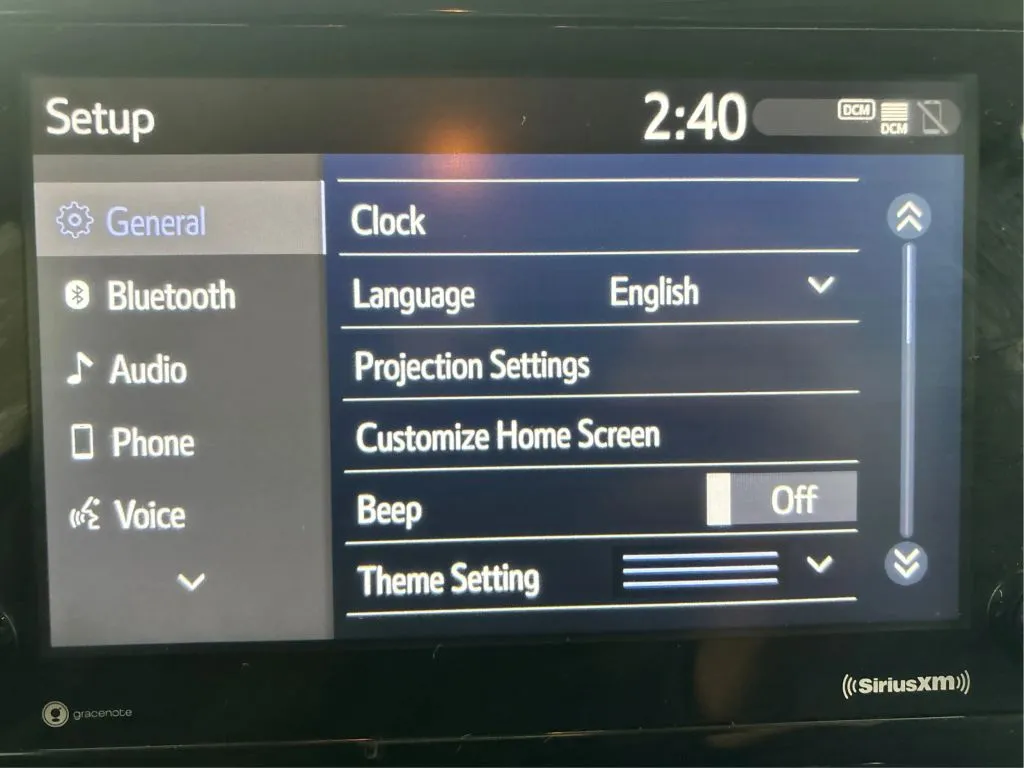 Setup
2:40
DCM
DCM
General
Bluetooth
Audio
Phone
Voice
Clock
Language English
Projection Settings
Customize Home Screen
Beep Off
Theme Setting
SiriusXM
gracenote